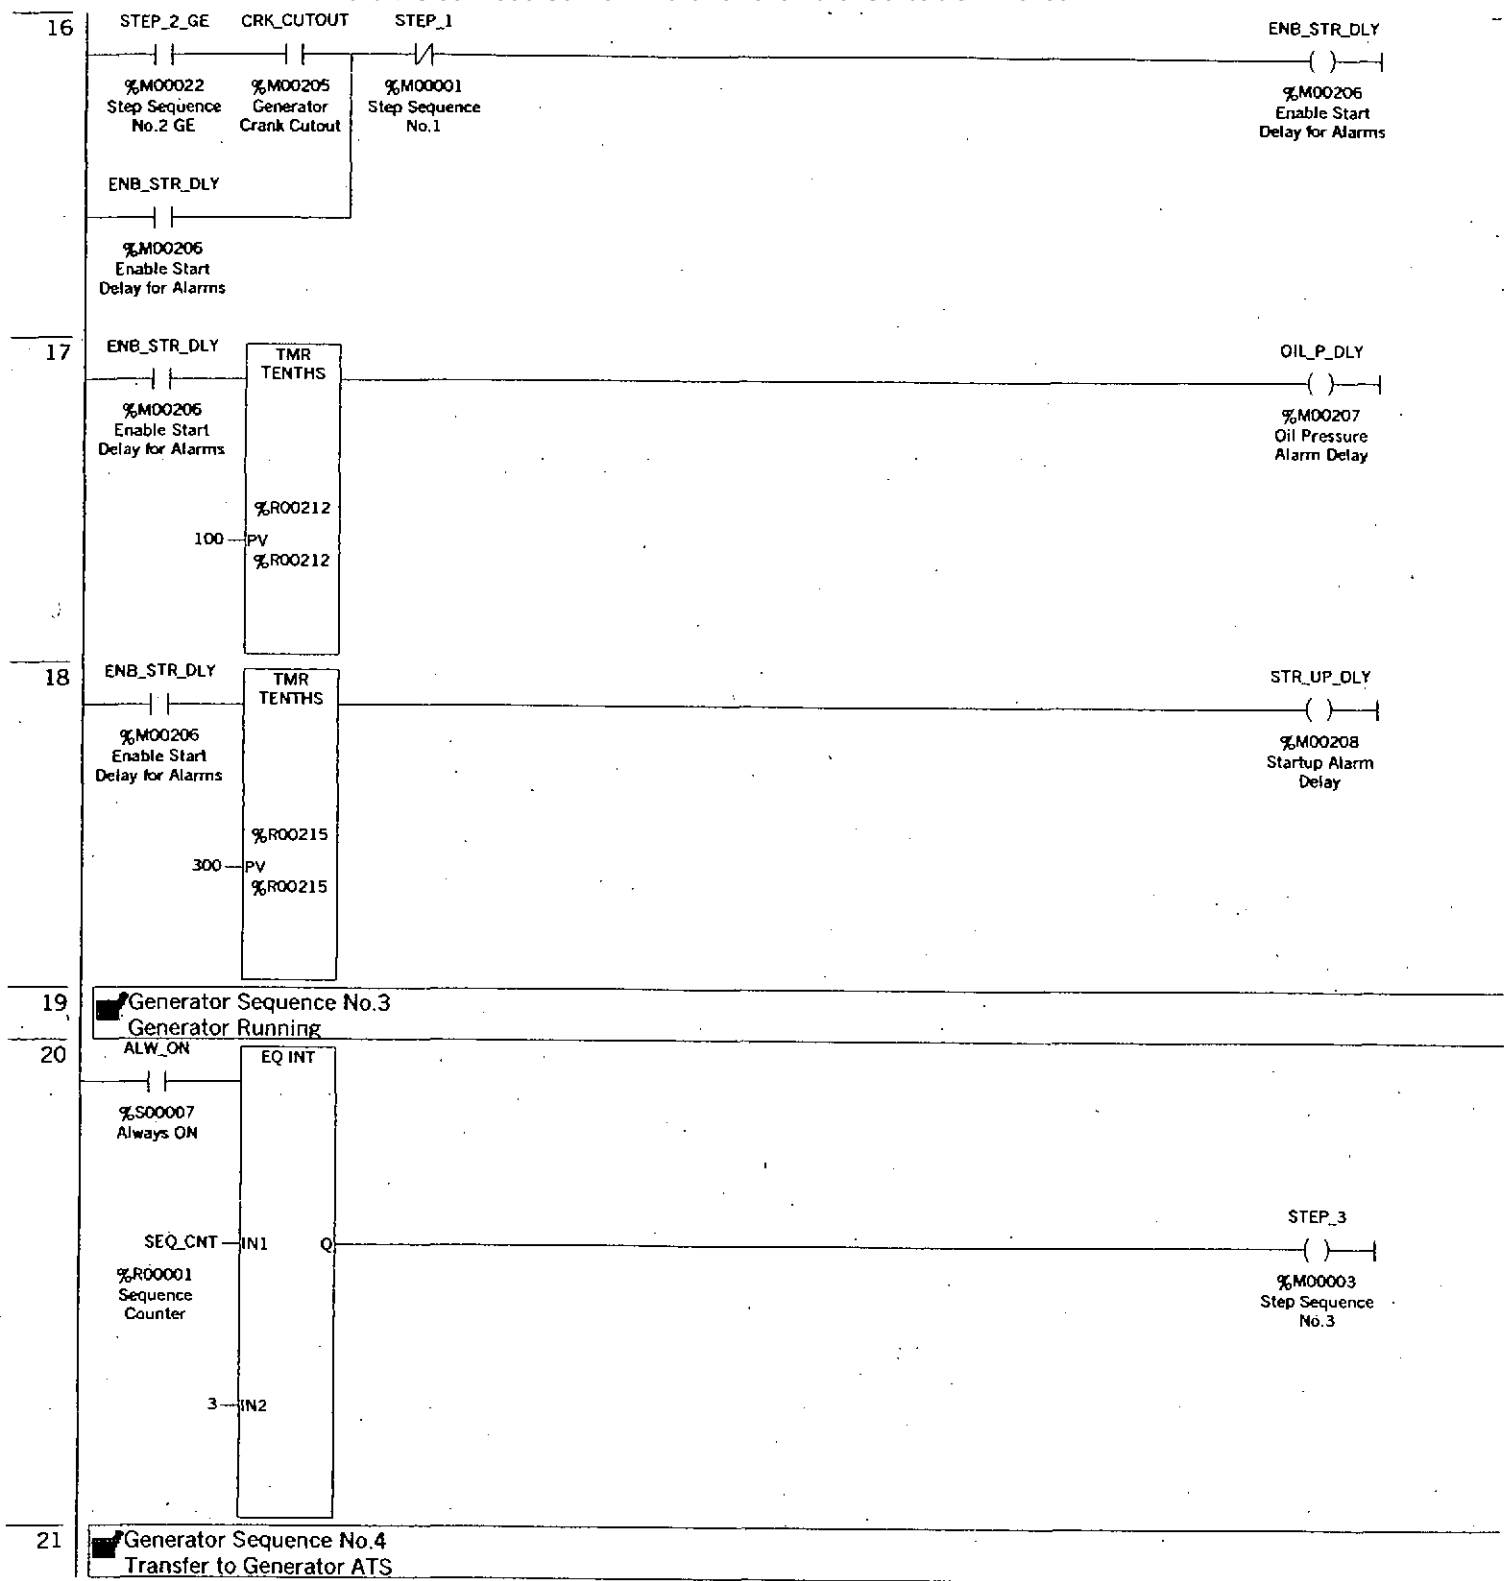 16
STEP_2_GE CRK_CUTOUT STEP_1 ENB_STR_DLY
%M00022 %M00205 %M00001 %M00206
Step Sequence Generator Step Sequence Enable Start
No.2 GE Crank Cutout No.1 Delay for Alarms
ENB_STR_DLY
%M00206
Enable Start
Delay for Alarms
17
ENB_STR_DLY TMR OIL_P_DLY
TENTHS
%M00206 %M00207
Enable Start Oil Pressure
Delay for Alarms Alarm Delay
%R00212
100 PV
%R00212
18
ENB_STR_DLY TMR STR_UP_DLY
TENTHS
%M00206 %M00208
Enable Start Startup Alarm
Delay for Alarms Delay
%R00215
300 PV
%R00215
19 Generator Sequence No.3
Generator Running
20
ALW_ON EQ INT
%S00007
Always ON
STEP_3
SEQ_CNT IN1 Q
%R00001 %M00003
Sequence Step Sequence
Counter No.3
3 IN2
21 Generator Sequence No.4
Transfer to Generator ATS